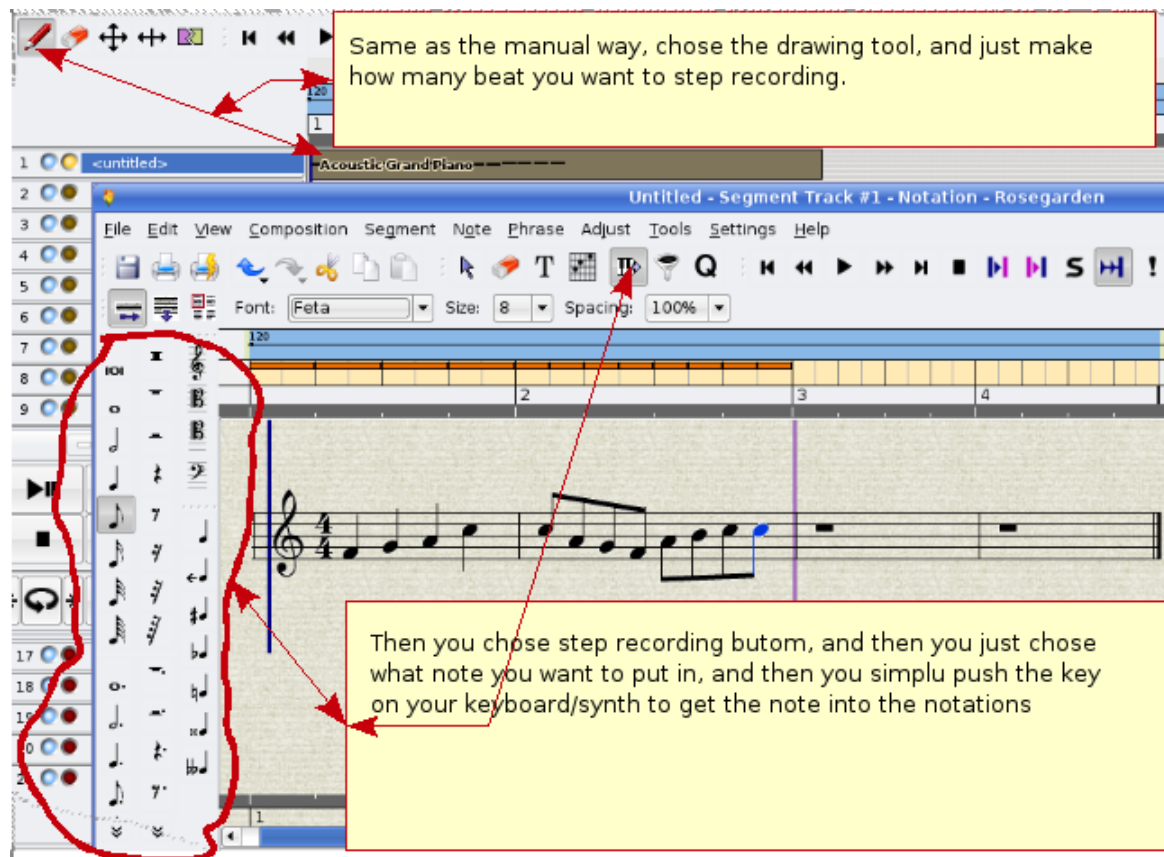 Same as the manual way, chose the drawing tool, and just make
how many beat you want to step recording.
120
1
1 <untitled> Acoustic Grand Piano
2
Untitled - Segment Track #1 - Notation - Rosegarden
3
File Edit View Composition Segment Note Phrase Adjust Tools Settings Help
4
T Q S !
5
6
Font: Feta Size: 8 Spacing: 100%
7
120
8
2 3 4
9
4
4
Then you chose step recording butom, and then you just chose
what note you want to put in, and then you simplu push the key
on your keyboard/synth to get the note into the notations
17
18
1